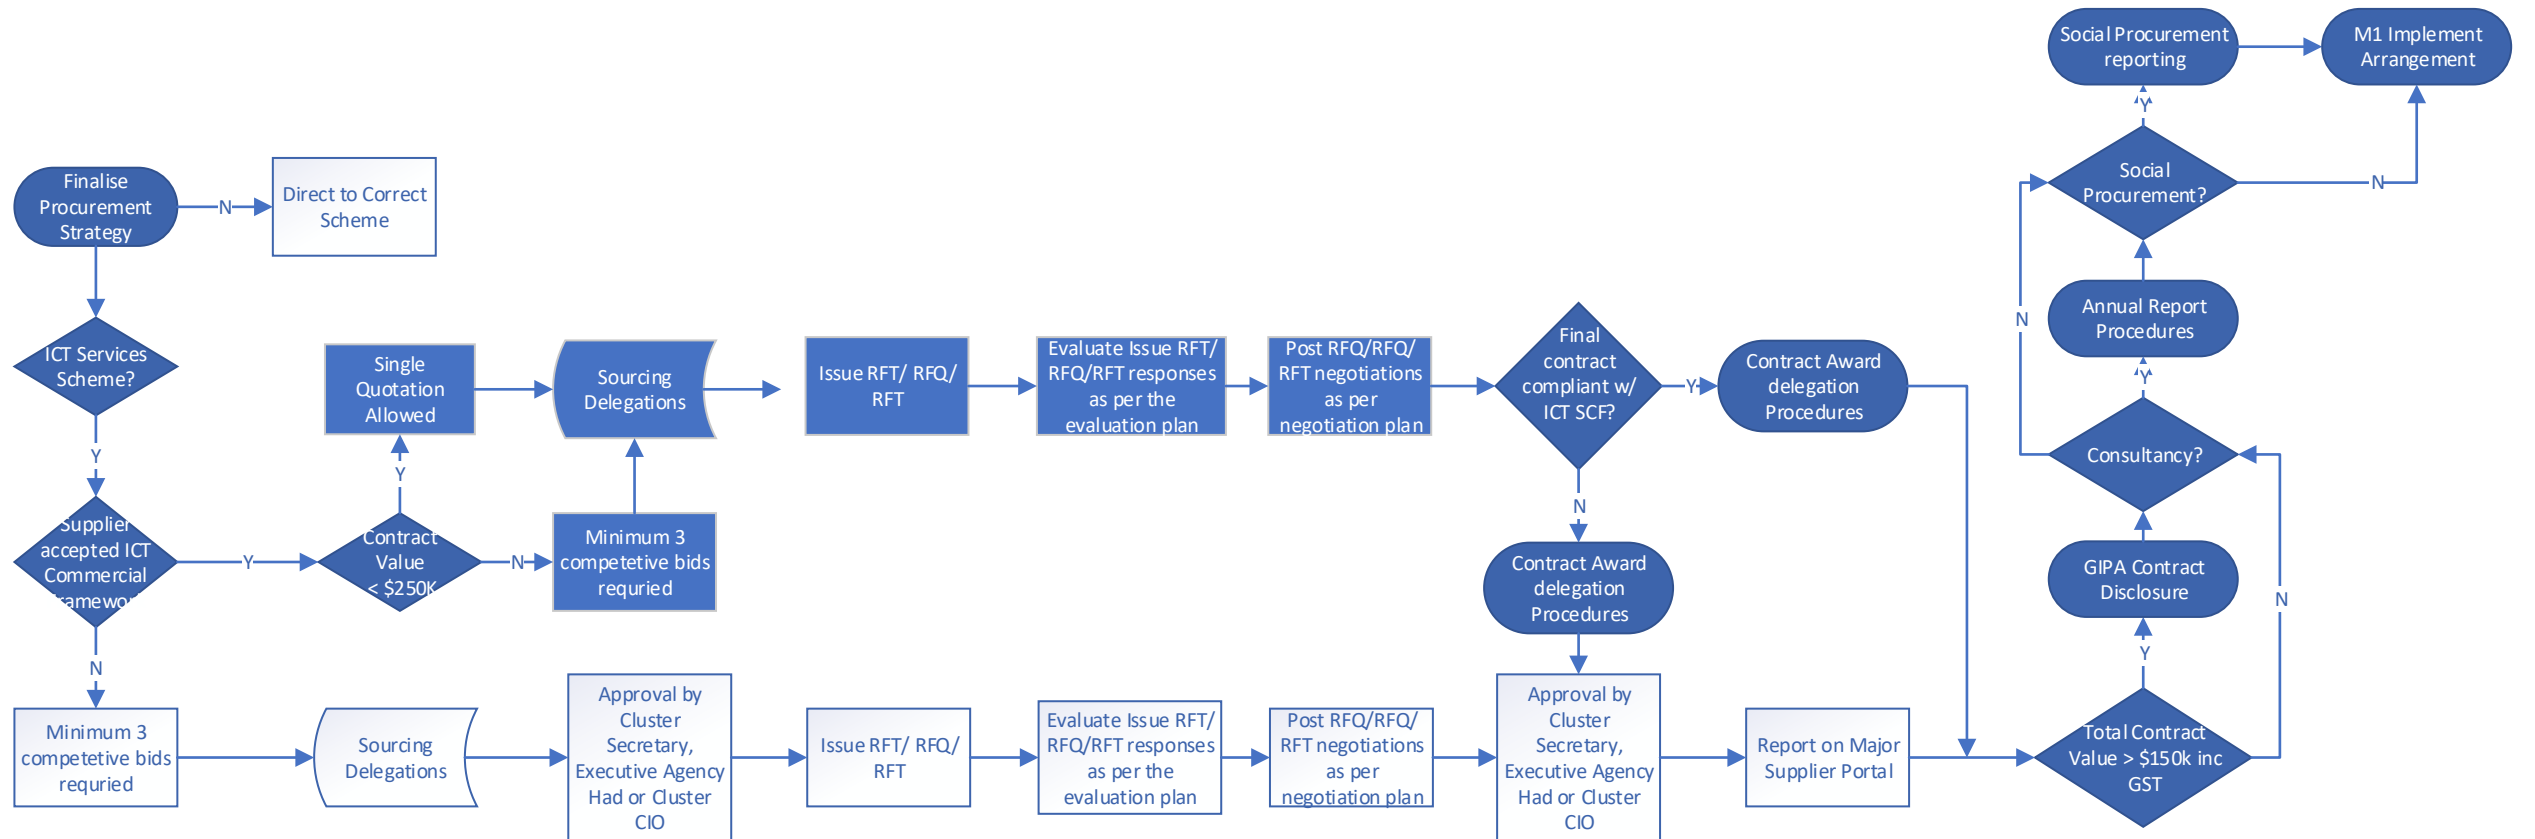 Social Procurement
reporting
M1 Implement
Arrangement
Y
Social
Procurement?
N
Finalise
Procurement
Strategy
N
Direct to Correct
Scheme
Annual Report
Procedures
N
Y
ICT Services
Scheme?
Y
Single
Quotation
Allowed
Y
Sourcing
Delegations
Issue RFT/ RFQ/
RFT
Evaluate Issue RFT/
RFQ/RFT responses
as per the
evaluation plan
Post RFQ/RFQ/
RFT negotiations
as per
negotiation plan
Final
contract
compliant w/
ICT SCF?
Y
Contract Award
delegation
Procedures
Consultancy?
N
Supplier
accepted ICT
Commercial
Y
Contract
Value
< $250K
N
Minimum 3
competetive bids
requried
Contract Award
delegation
Procedures
GIPA Contract
Disclosure
N
Y
N
Minimum 3
competetive bids
requried
Sourcing
Delegations
Approval by
Cluster
Secretary,
Executive Agency
Had or Cluster
CIO
Issue RFT/ RFQ/
RFT
Evaluate Issue RFT/
RFQ/RFT responses
as per the
evaluation plan
Post RFQ/RFQ/
RFT negotiations
as per
negotiation plan
Approval by
Cluster
Secretary,
Executive Agency
Had or Cluster
CIO
Report on Major
Supplier Portal
Total Contract
Value > $150k inc
GST